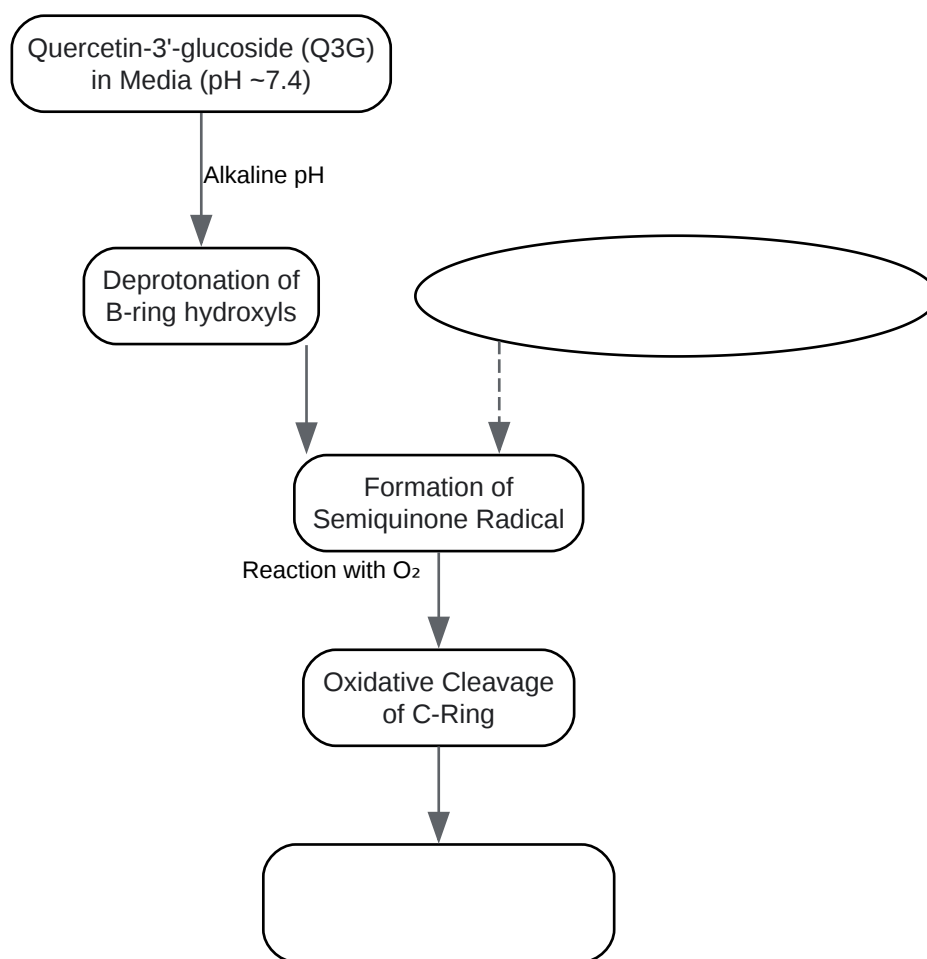 Quercetin-3'-glucoside (Q3G)
in Media (pH ~7.4)
Alkaline pH
Deprotonation of
B-ring hydroxyls
Formation of
Semiquinone Radical
Reaction with O₂
Oxidative Cleavage
of C-Ring